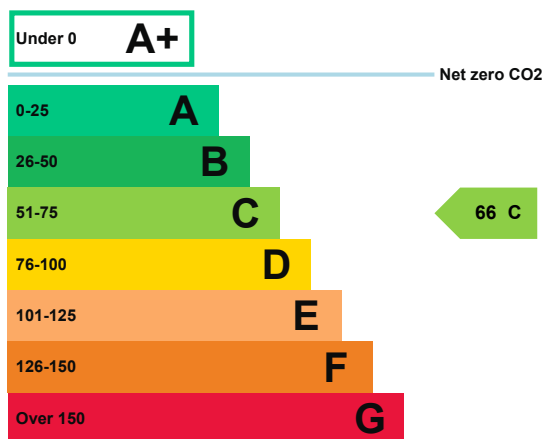 Under 0 A+
Net zero CO2
0-25 A
26-50 B
51-75 C
66 C
76-100 D
101-125 E
126-150 F
Over 150 G